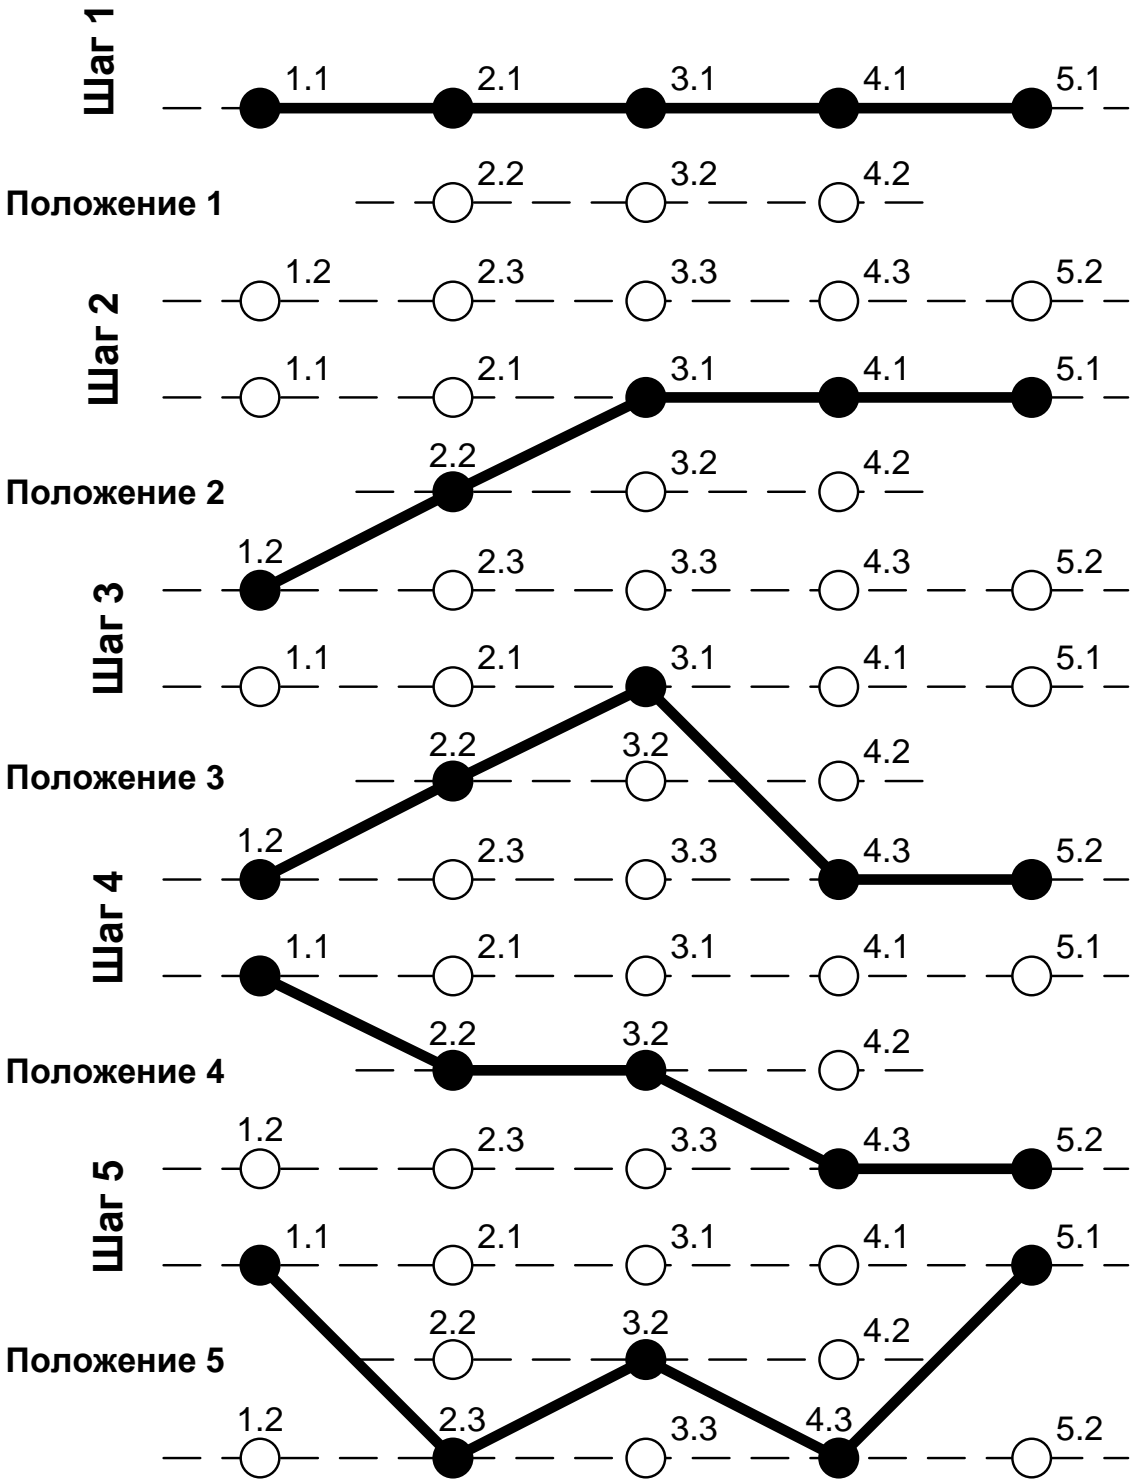 Шаг 1
1.1 2.1 3.1 4.1 5.1
2.2 3.2 4.2
Положение 1
1.2 2.3 3.3 4.3 5.2
Шаг 2
1.1 2.1 3.1 4.1 5.1
2.2 3.2 4.2
Положение 2
1.2 2.3 3.3 4.3 5.2
Шаг 3
1.1 2.1 3.1 4.1 5.1
2.2 3.2 4.2
Положение 3
1.2 2.3 3.3 4.3 5.2
Шаг 4
1.1 2.1 3.1 4.1 5.1
2.2 3.2 4.2
Положение 4
1.2 2.3 3.3 4.3 5.2
Шаг 5
1.1 2.1 3.1 4.1 5.1
2.2 3.2 4.2
Положение 5
1.2 2.3 3.3 4.3 5.2